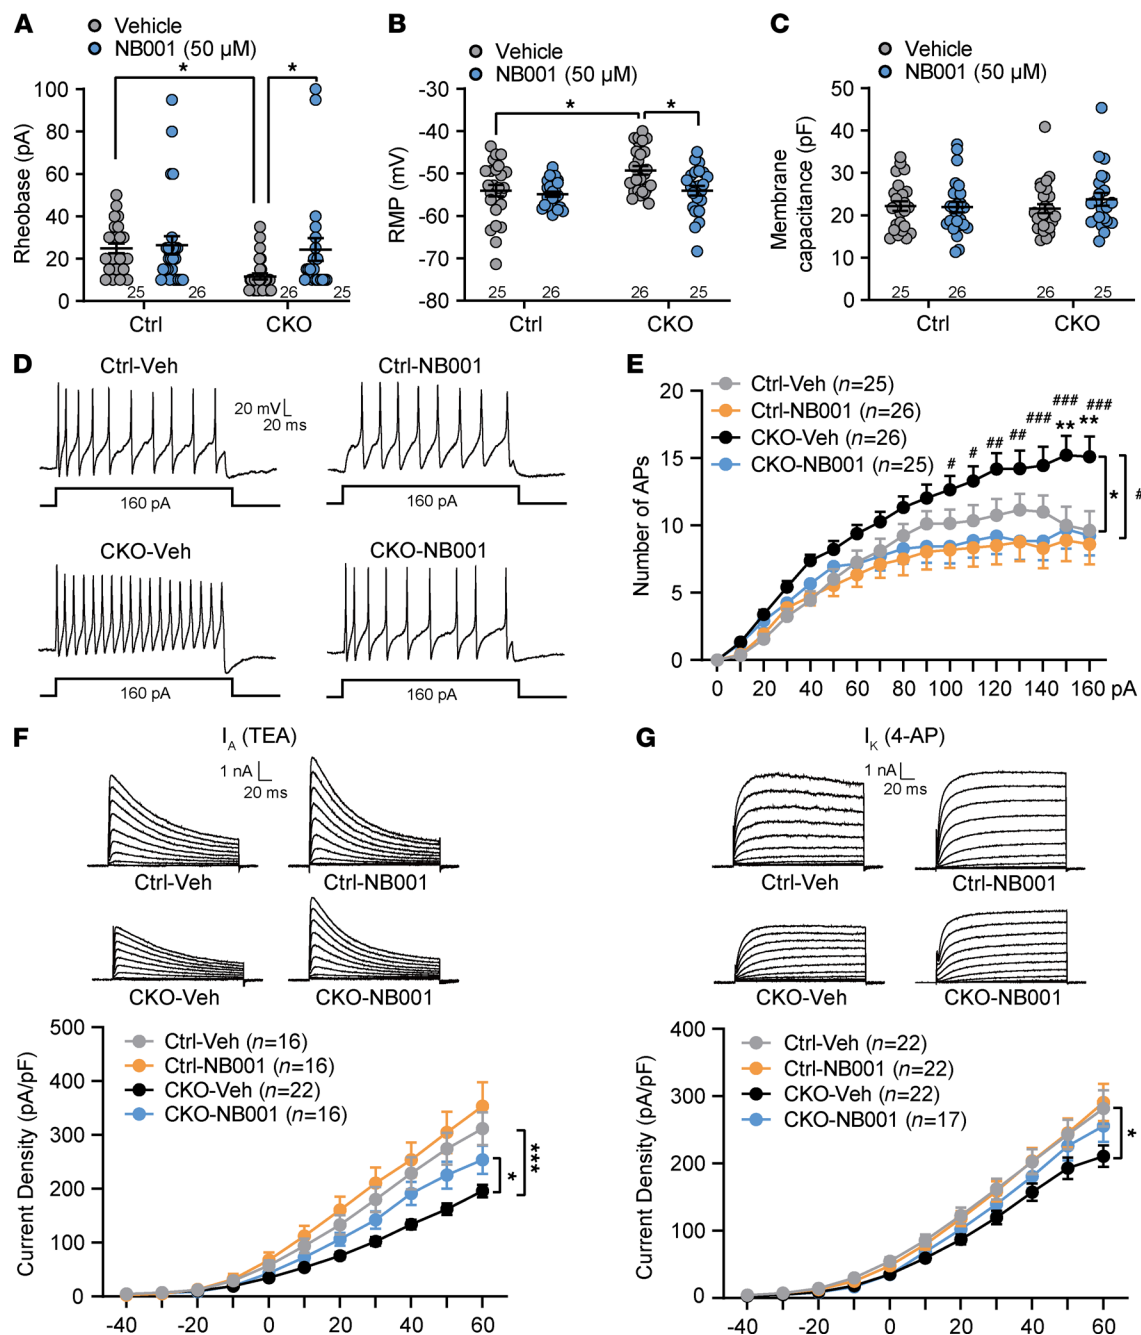 A
Vehicle
NB001 (50 µM)
*
*
Rheobase (pA)
100
80
60
40
20
0
25
26
26
25
Ctrl
CKO
B
Vehicle
NB001 (50 µM)
*
*
RMP (mV)
-30
-40
-50
-60
-70
-80
25
26
26
25
Ctrl
CKO
C
Vehicle
NB001 (50 µM)
Membrane
capacitance (pF)
50
40
30
20
10
0
25
26
26
25
Ctrl
CKO
D
Ctrl-Veh
20 mV
20 ms
160 pA
Ctrl-NB001
160 pA
CKO-Veh
160 pA
CKO-NB001
160 pA
E
Ctrl-Veh (n=25)
Ctrl-NB001 (n=26)
CKO-Veh (n=26)
CKO-NB001 (n=25)
# # ## ## ### ### ###
** **
* #
Number of APs
20
15
10
5
0
0 20 40 60 80 100 120 140 160 pA
F
IA (TEA)
1 nA
20 ms
Ctrl-Veh
Ctrl-NB001
CKO-Veh
CKO-NB001
Ctrl-Veh (n=16)
Ctrl-NB001 (n=16)
CKO-Veh (n=22)
CKO-NB001 (n=16)
*
***
Current Density (pA/pF)
500
400
300
200
100
0
-40 -20 0 20 40 60
G
IK (4-AP)
1 nA
20 ms
Ctrl-Veh
Ctrl-NB001
CKO-Veh
CKO-NB001
Ctrl-Veh (n=22)
Ctrl-NB001 (n=22)
CKO-Veh (n=22)
CKO-NB001 (n=17)
*
Current Density (pA/pF)
400
300
200
100
0
-40 -20 0 20 40 60